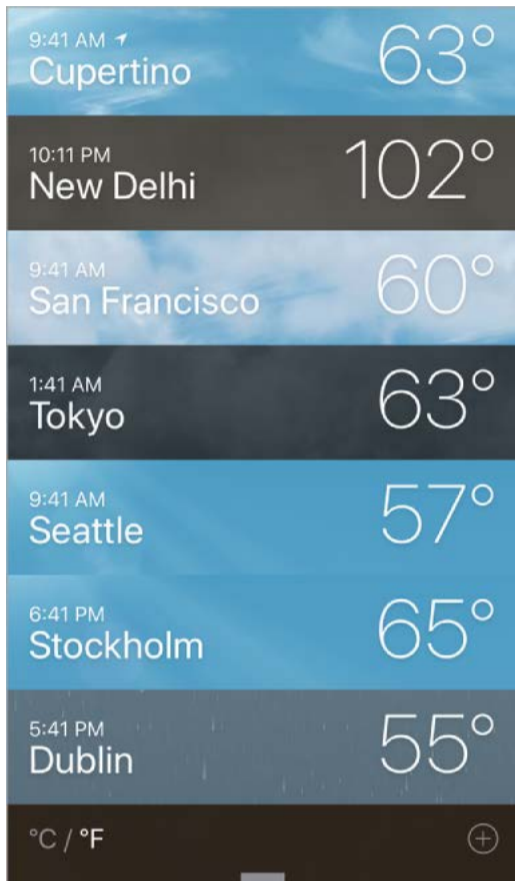 9:41 AM
Cupertino
63°
10:11 PM
New Delhi
102°
9:41 AM
San Francisco
60°
1:41 AM
Tokyo
63°
9:41 AM
Seattle
57°
6:41 PM
Stockholm
65°
5:41 PM
Dublin
55°
°C / °F